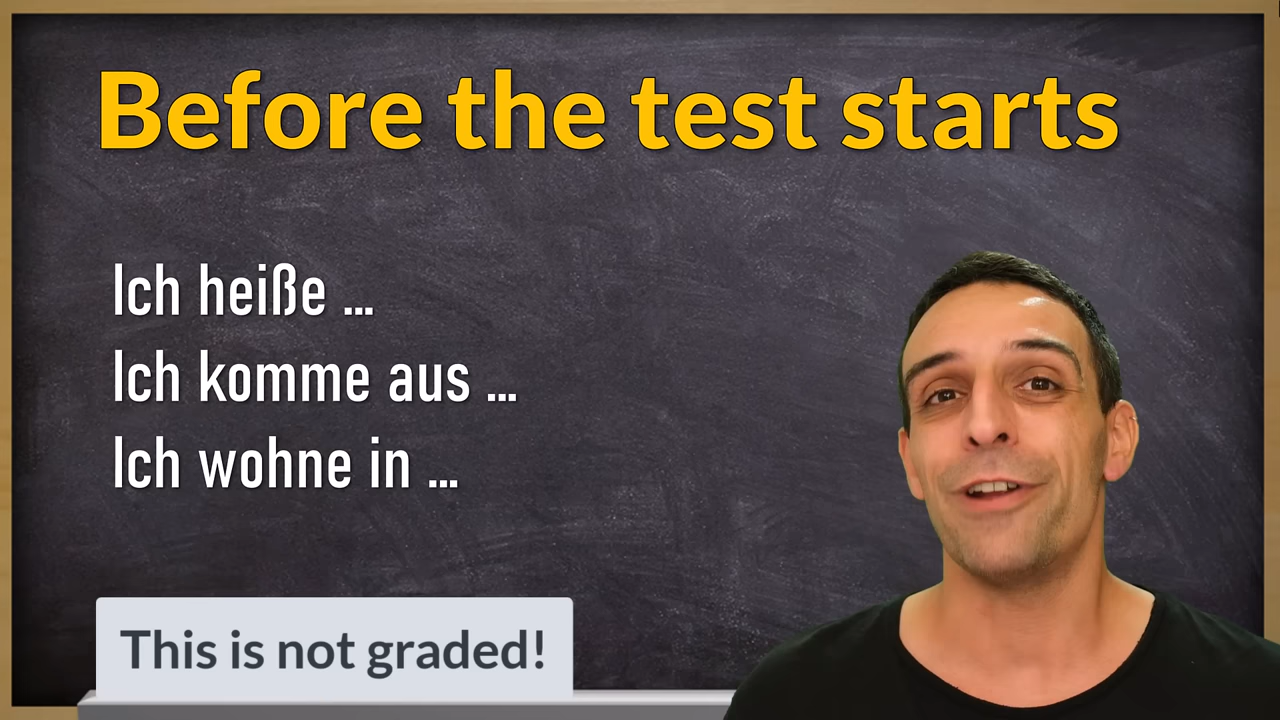 Before the test starts
Ich heiße ...
Ich komme aus ...
Ich wohne in ...
This is not graded!